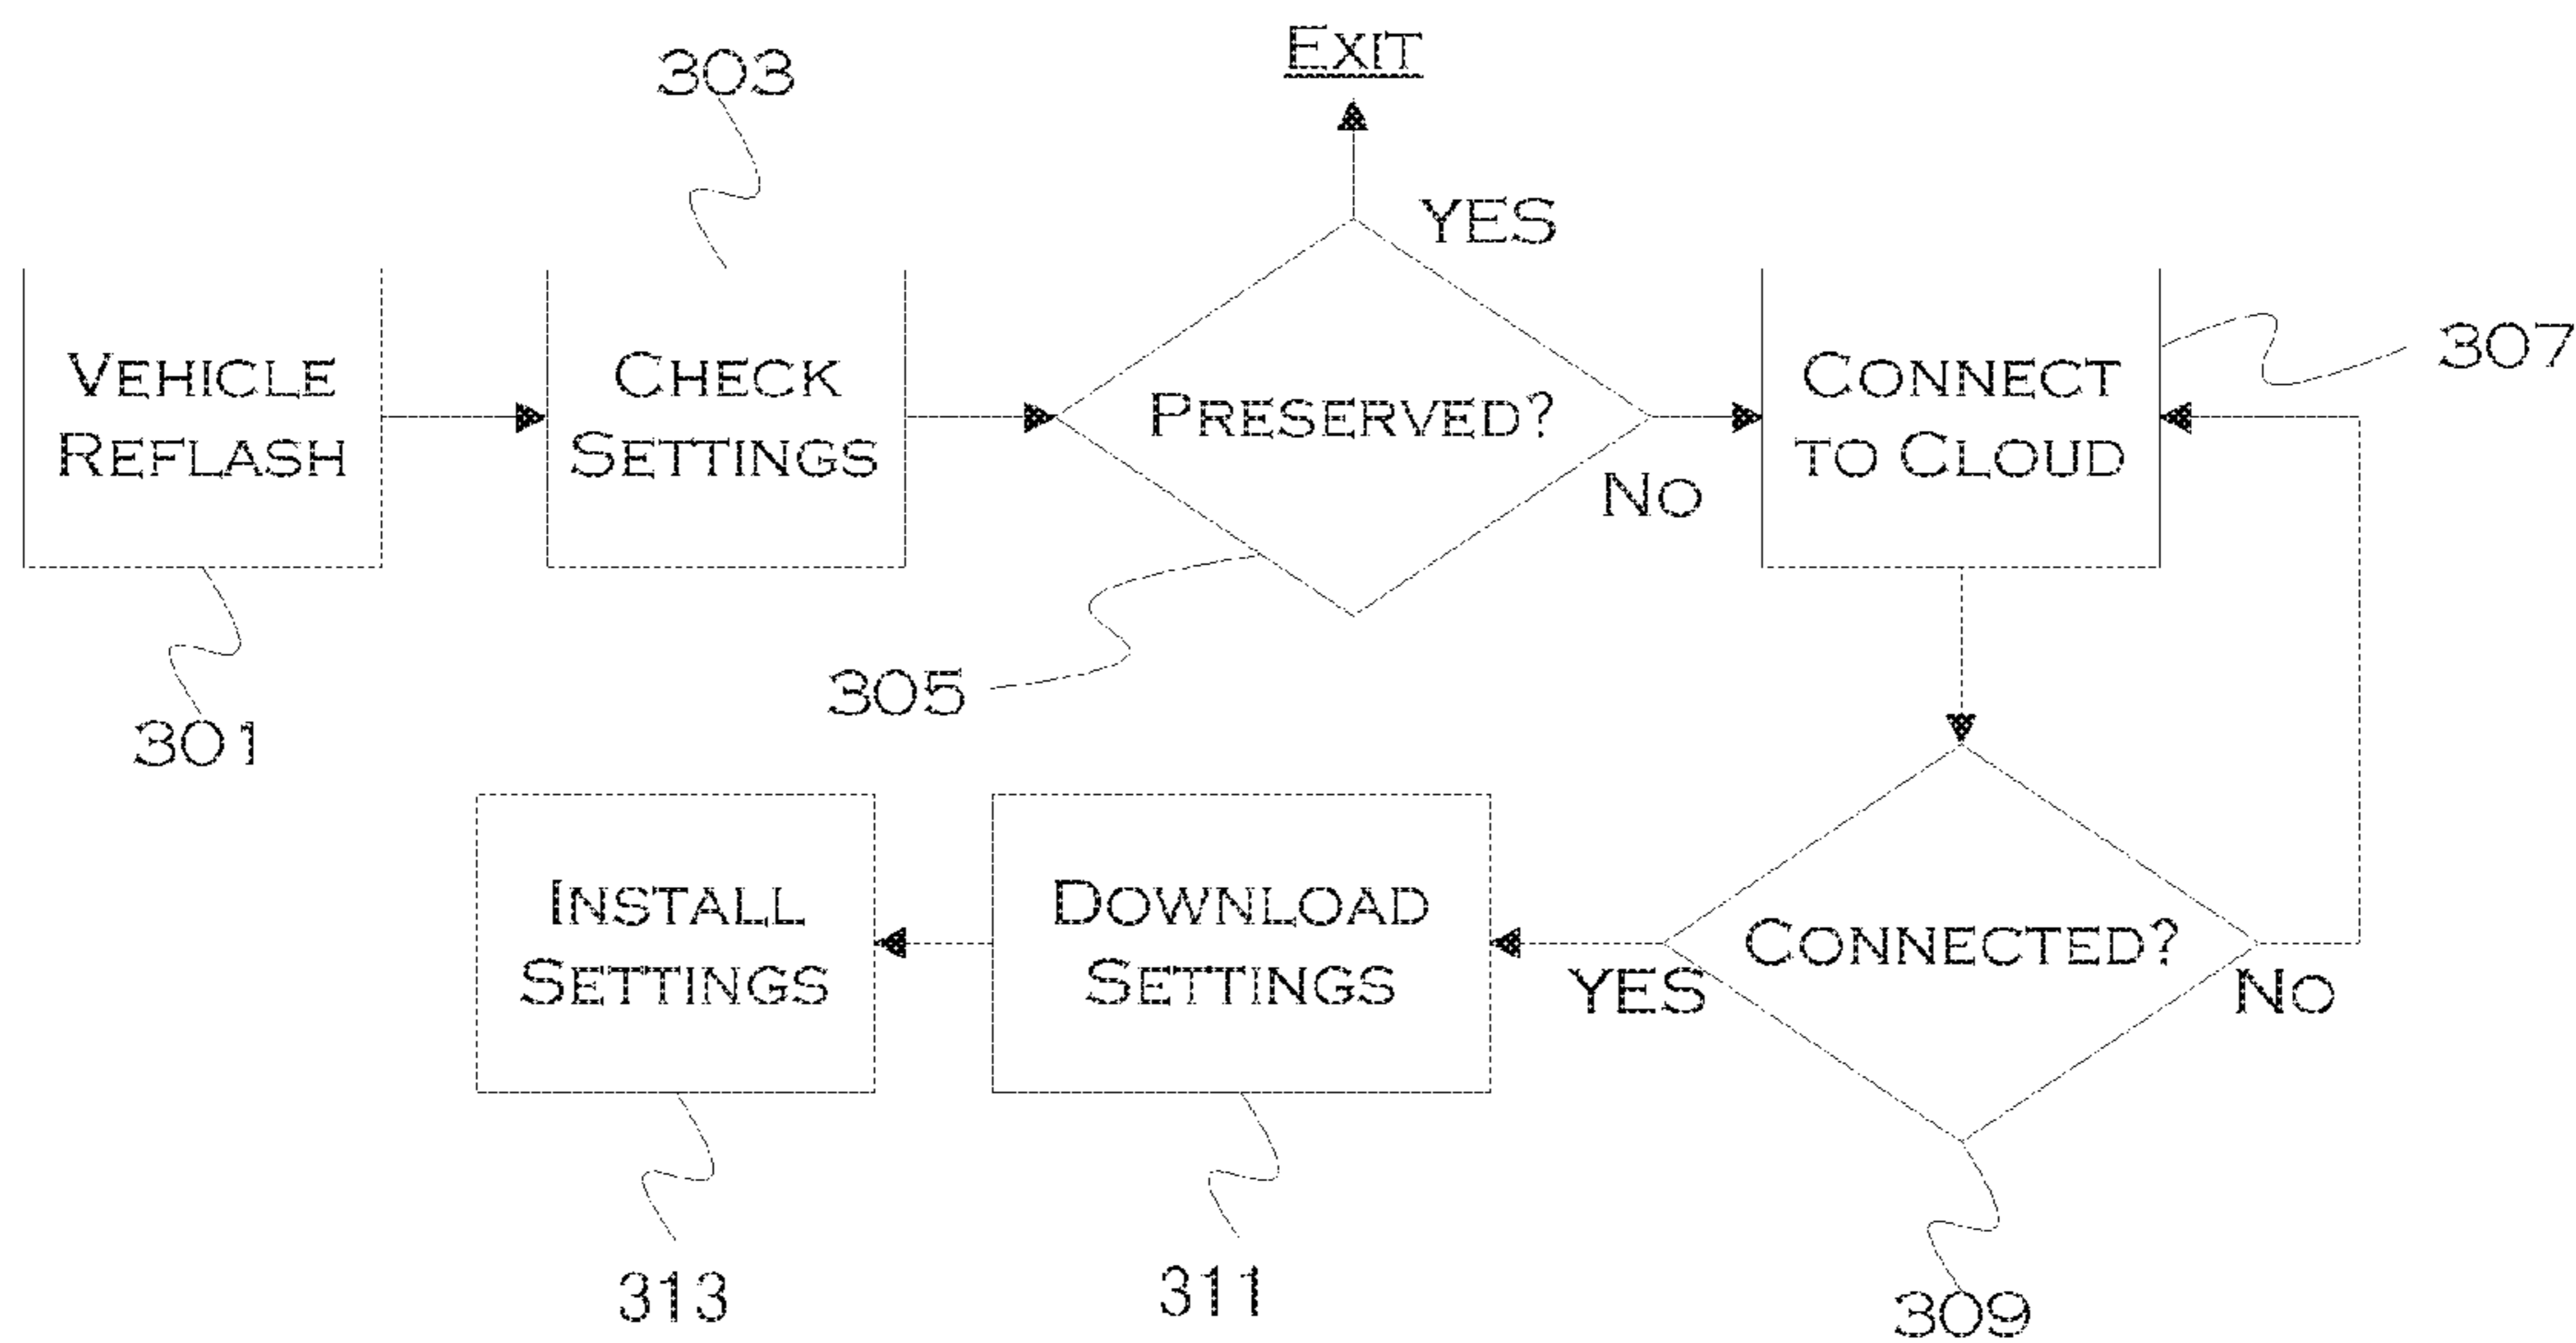 303
EXIT
YES
VEHICLE
REFLASH
CHECK
SETTINGS
PRESERVED?
NO
CONNECT
TO CLOUD
307
301
305
INSTALL
SETTINGS
DOWNLOAD
SETTINGS
YES
CONNECTED?
NO
313
311
309